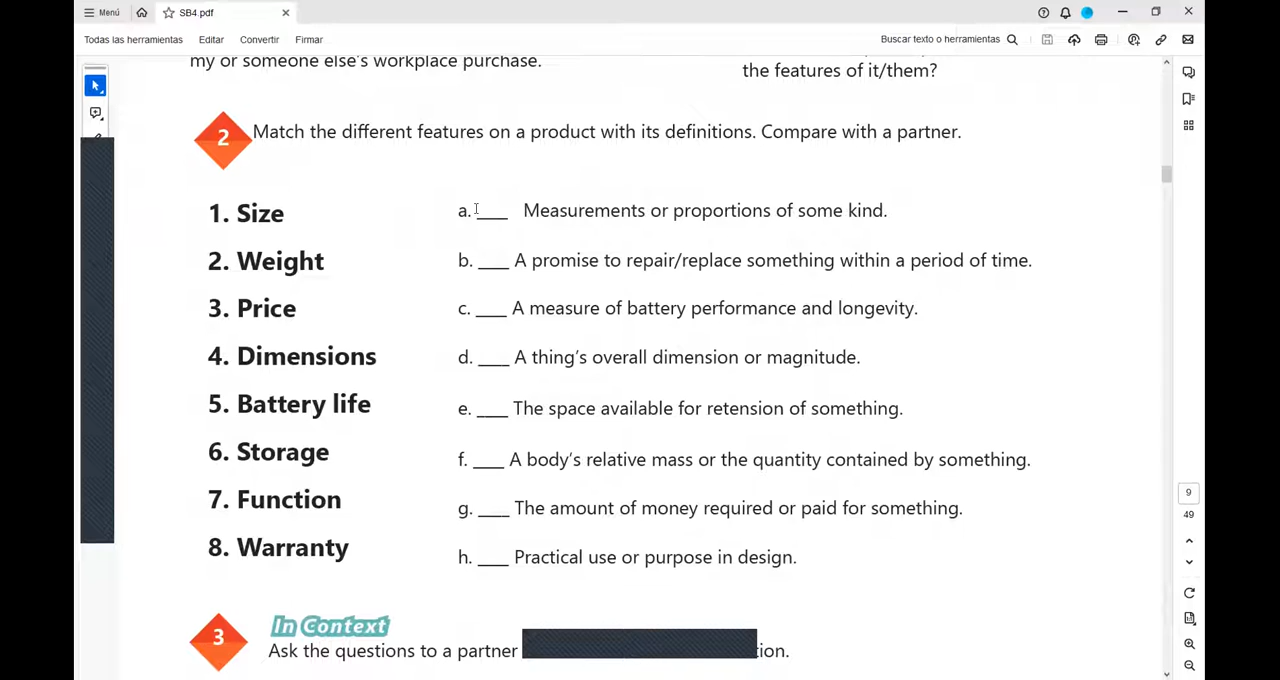 Menú
SB4.pdf
Todas las herramientas
Editar
Convertir
Firmar
Buscar texto o herramientas
my or someone else's workplace purchase.
the features of it/them?
2
Match the different features on a product with its definitions. Compare with a partner.
1. Size
a. ___ Measurements or proportions of some kind.
2. Weight
b. ___ A promise to repair/replace something within a period of time.
3. Price
c. ___ A measure of battery performance and longevity.
4. Dimensions
d. ___ A thing's overall dimension or magnitude.
5. Battery life
e. ___ The space available for retension of something.
6. Storage
f. ___ A body's relative mass or the quantity contained by something.
7. Function
g. ___ The amount of money required or paid for something.
8. Warranty
h. ___ Practical use or purpose in design.
9
49
3
In Context
Ask the questions to a partner
tion.